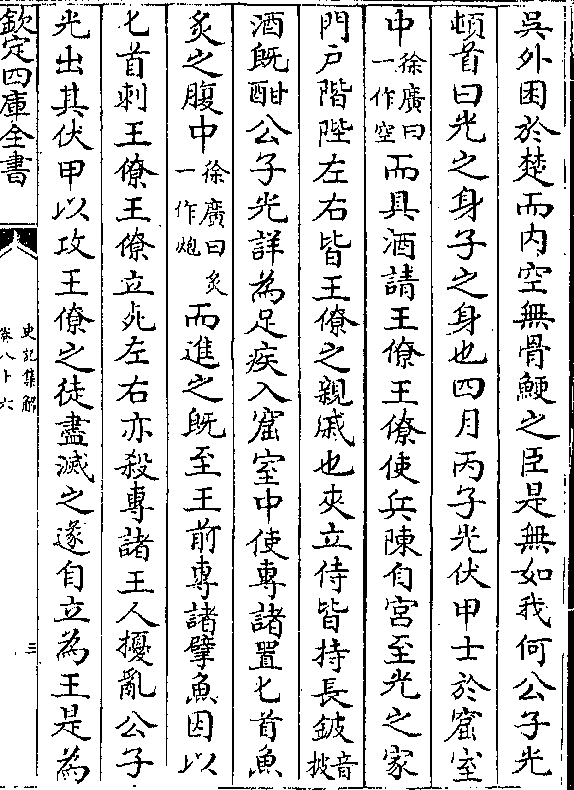 吳外困於楚而内空無骨鯁之臣是無如我何公子光
頓首曰光之身子之身也四月丙子光伏甲士於窟室
中徐廣曰一作空而具酒請王僚王僚使兵陳自宮至光之家
門戶階陛左右皆王僚之親戚也夾立侍皆持長鈹音披
酒既酣公子光詳為足疾入窟室中使專諸置匕首魚
炙之腹中徐廣曰炙一作炮而進之既至王前專諸擘魚因以
匕首刺王僚王僚立死左右亦殺專諸王人擾亂公子
光出其伏甲以攻王僚之徒盡滅之遂自立為王是為
欽定四庫全書
史記集解
卷八十六
三